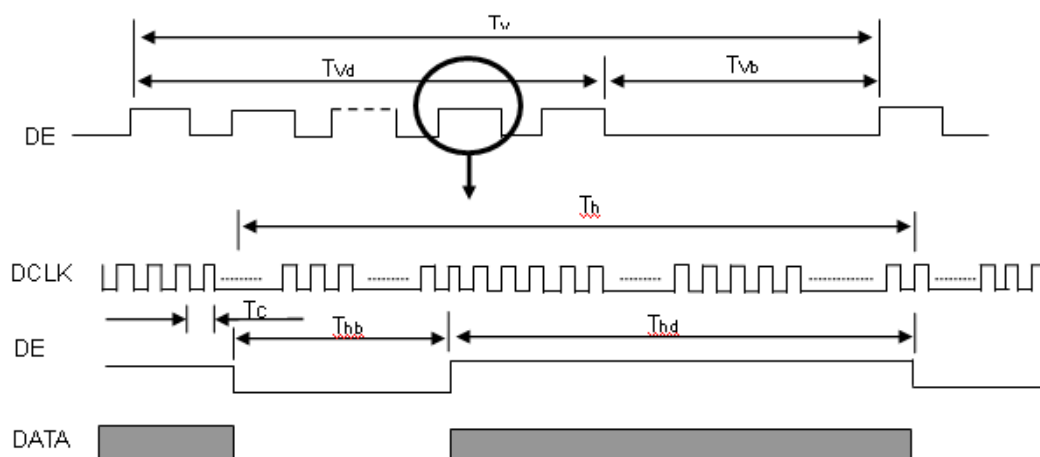 Tv
Tvd
Tvb
DE
Th
DCLK
Tc
Thb
Thd
DE
DATA